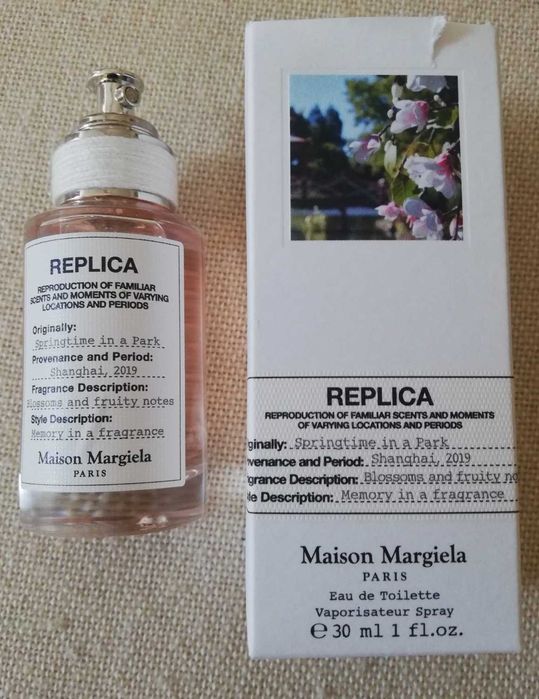 REPLICA
REPRODUCTION OF FAMILIAR
SCENTS AND MOMENTS OF VARYING
LOCATIONS AND PERIODS
Originally:
Springtime in a Park
Provenance and Period:
Shanghai, 2019
Fragrance Description:
Blossoms and fruity notes
Style Description:
Memory in a fragrance
Maison Margiela
PARIS
REPLICA
REPRODUCTION OF FAMILIAR SCENTS AND MOMENTS
OF VARYING LOCATIONS AND PERIODS
ginally: Springtime in a Park
venance and Period: Shanghai, 2019
grance Description: Blossoms and fruity no
le Description: Memory in a fragrance
Maison Margiela
PARIS
Eau de Toilette
Vaporisateur Spray
℮ 30 ml 1 fl.oz.